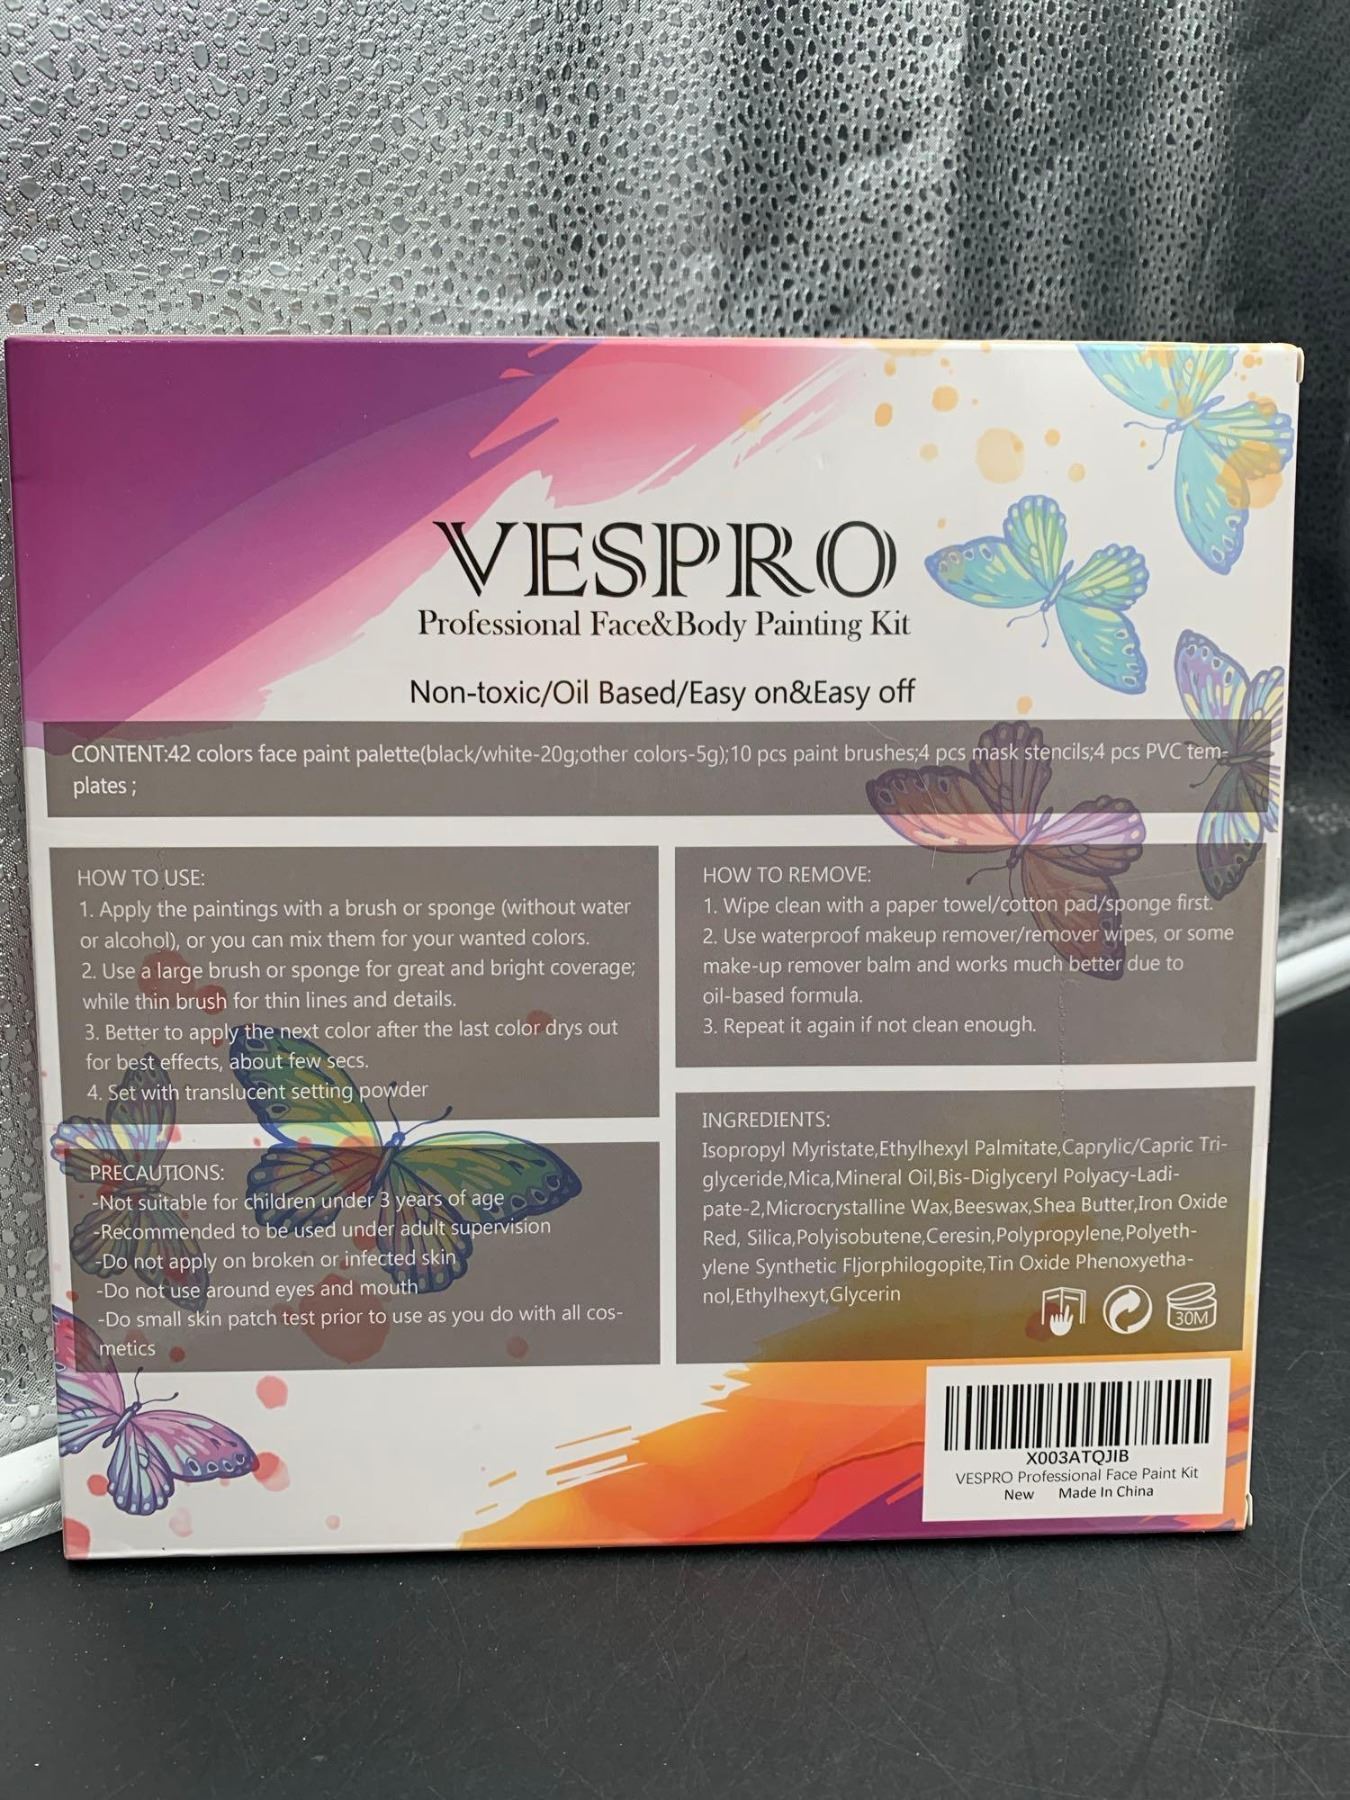 VESPRO
Professional Face&Body Painting Kit
Non-toxic/Oil Based/Easy on&Easy off
CONTENT:42 colors face paint palette(black/white-20g;other colors-5g);10 pcs paint brushes;4 pcs mask stencils;4 pcs PVC tem-
plates ;
HOW TO USE:
1. Apply the paintings with a brush or sponge (without water
or alcohol), or you can mix them for your wanted colors.
2. Use a large brush or sponge for great and bright coverage;
while thin brush for thin lines and details.
3. Better to apply the next color after the last color drys out
for best effects, about few secs.
4. Set with translucent setting powder
PRECAUTIONS:
-Not suitable for children under 3 years of age
-Recommended to be used under adult supervision
-Do not apply on broken or infected skin
-Do not use around eyes and mouth
-Do small skin patch test prior to use as you do with all cos-
metics
HOW TO REMOVE:
1. Wipe clean with a paper towel/cotton pad/sponge first.
2. Use waterproof makeup remover/remover wipes, or some
make-up remover balm and works much better due to
oil-based formula.
3. Repeat it again if not clean enough.
INGREDIENTS:
Isopropyl Myristate,Ethylhexyl Palmitate,Caprylic/Capric Tri-
glyceride,Mica,Mineral Oil,Bis-Diglyceryl Polyacy-Ladi-
pate-2,Microcrystalline Wax,Beeswax,Shea Butter,Iron Oxide
Red, Silica,Polyisobutene,Ceresin,Polypropylene,Polyeth-
ylene Synthetic Fljorphilogopite,Tin Oxide Phenoxyetha-
nol,Ethylhexyt,Glycerin
30M
X003ATQJIB
VESPRO Professional Face Paint Kit
New Made In China